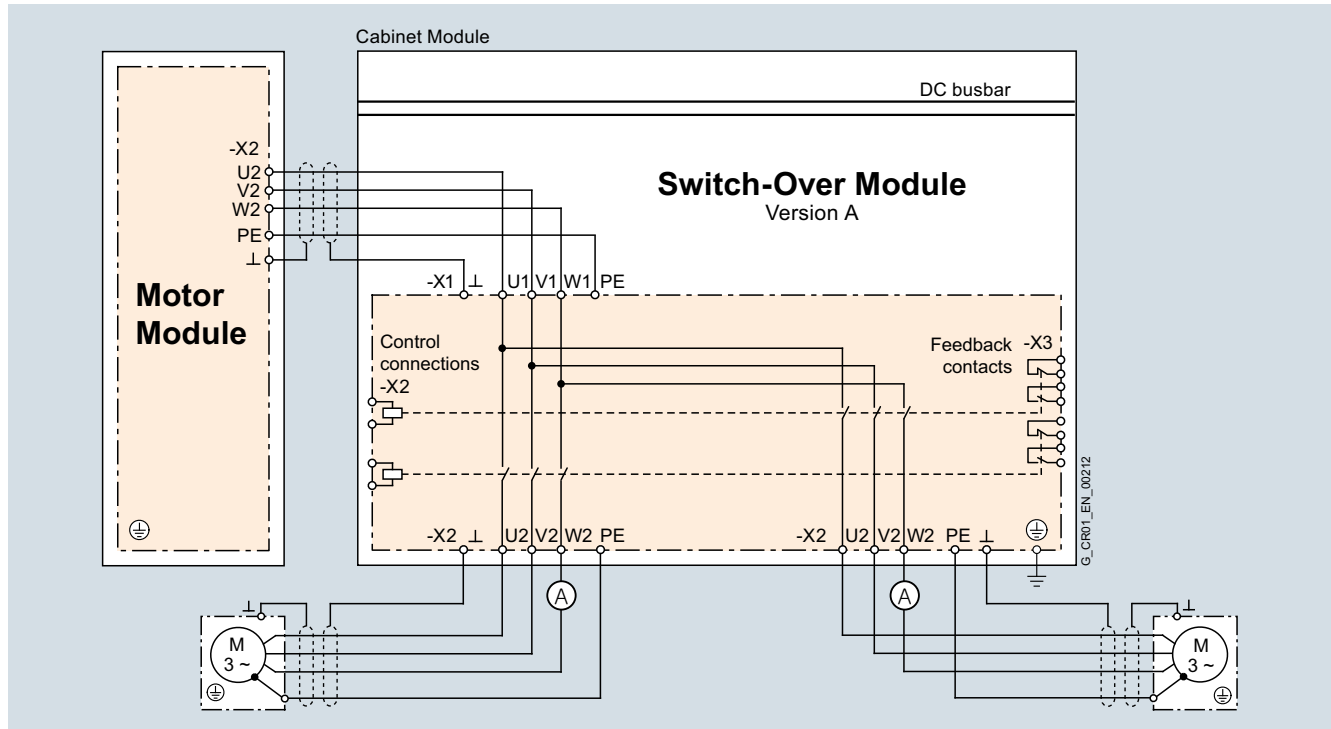 Cabinet Module
DC busbar
-X2
U2
V2
W2
PE
⊥
Motor
Module
Switch-Over Module
Version A
-X1 ⊥ U1 V1 W1 PE
Control
connections
-X2
Feedback
contacts
-X3
-X2 ⊥ U2 V2 W2 PE
-X2 U2 V2 W2 PE ⊥
G_CR01_EN_00212
A
A
⊥
M
3 ~
⊥
M
3 ~